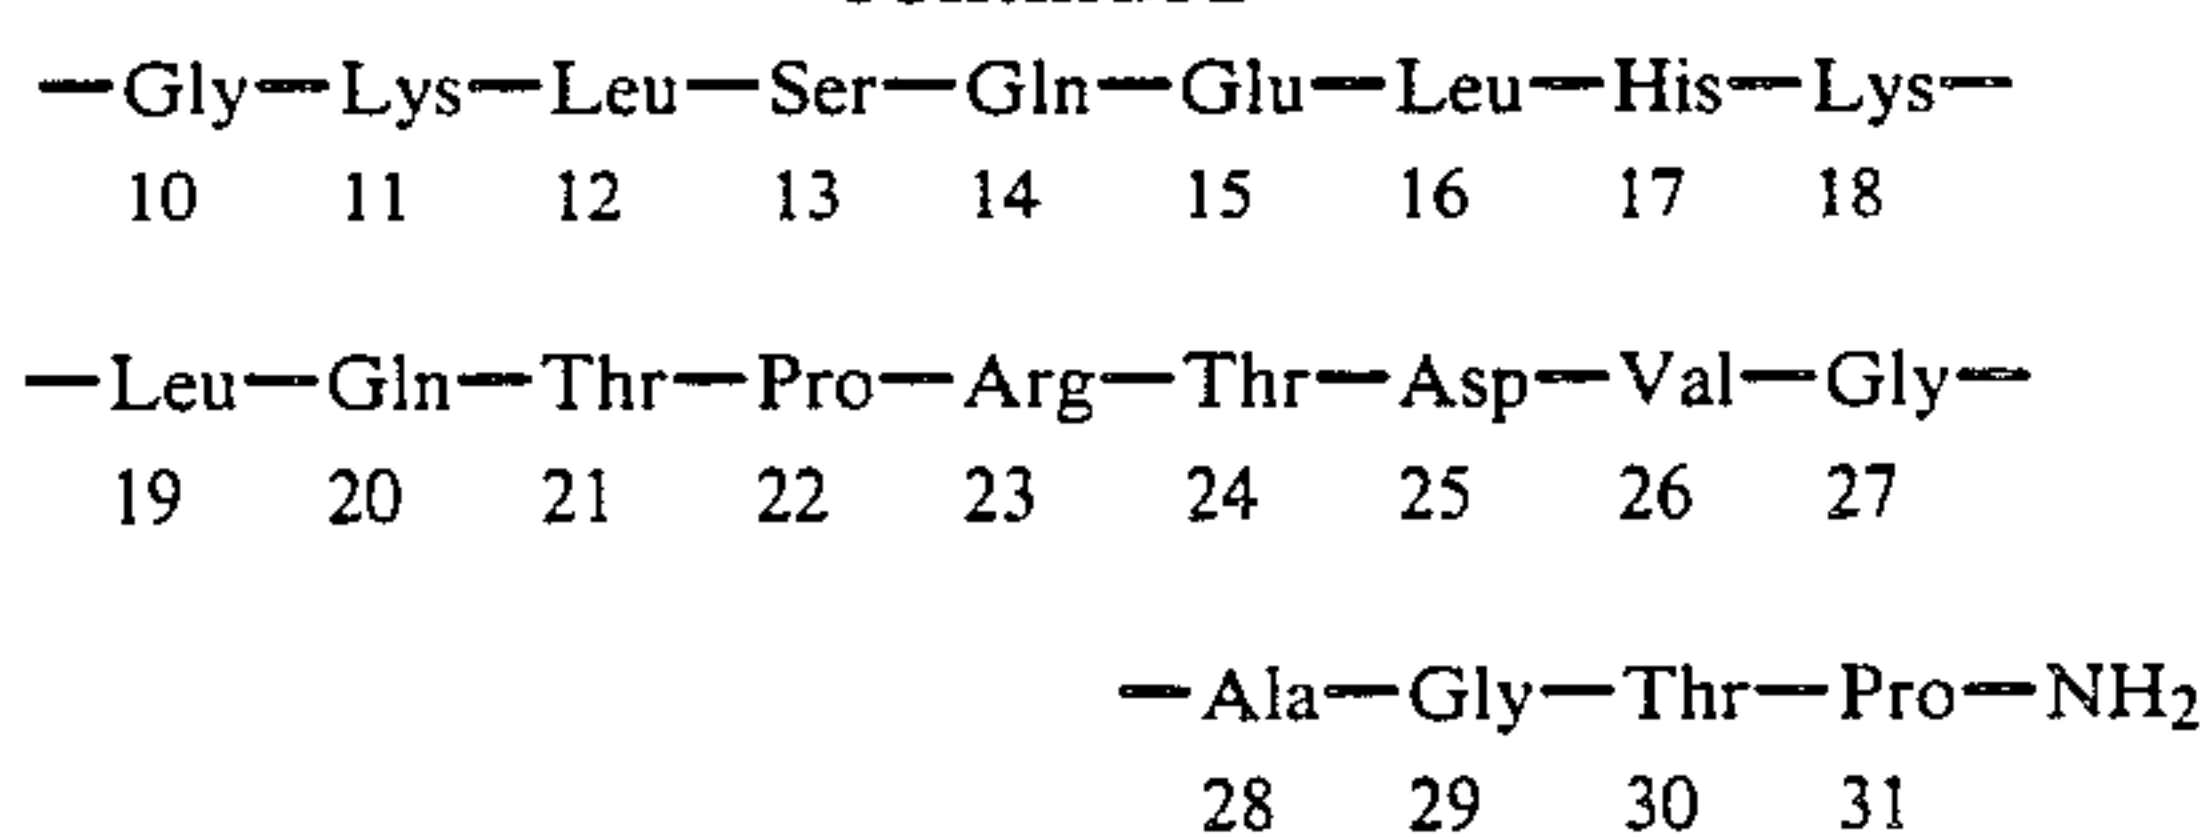 —Gly—Lys—Leu—Ser—Gln—Glu—Leu—His—Lys—
10 11 12 13 14 15 16 17 18
—Leu—Gln—Thr—Pro—Arg—Thr—Asp—Val—Gly—
19 20 21 22 23 24 25 26 27
—Ala—Gly—Thr—Pro—NH₂
28 29 30 31